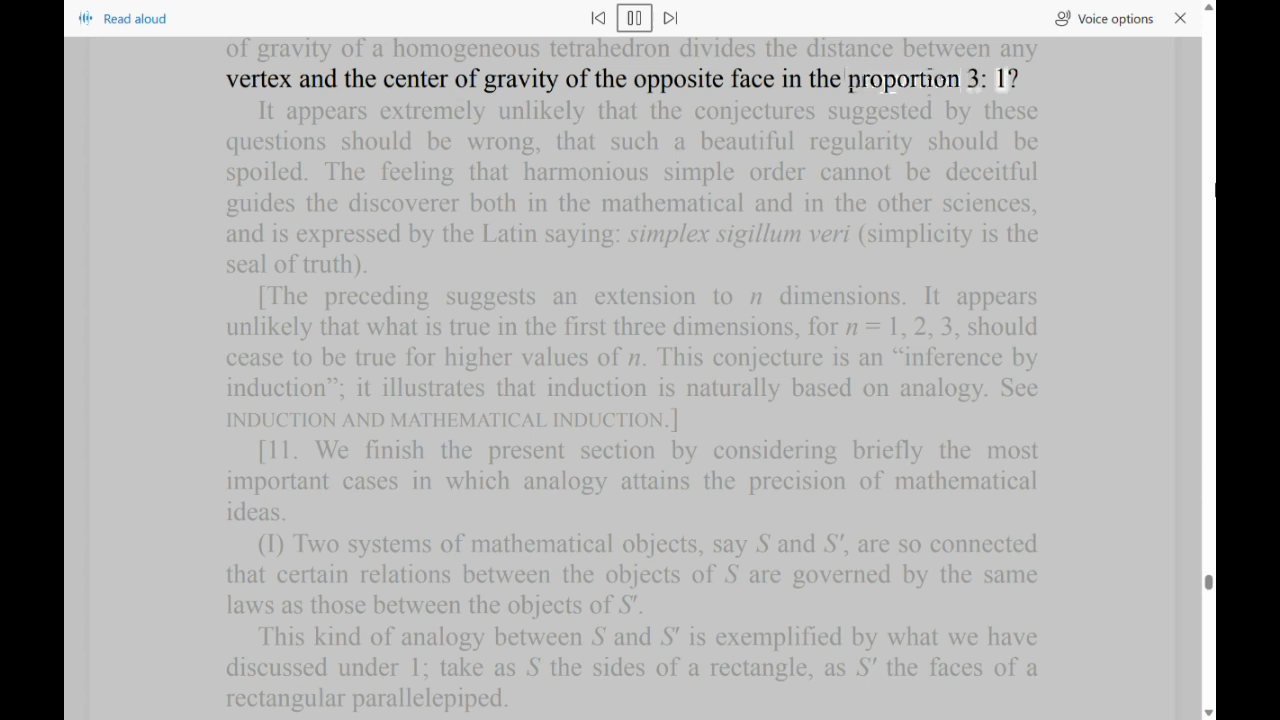 Read aloud
Voice options
of gravity of a homogeneous tetrahedron divides the distance between any
vertex and the center of gravity of the opposite face in the proportion 3: 1?
It appears extremely unlikely that the conjectures suggested by these
questions should be wrong, that such a beautiful regularity should be
spoiled. The feeling that harmonious simple order cannot be deceitful
guides the discoverer both in the mathematical and in the other sciences,
and is expressed by the Latin saying: simplex sigillum veri (simplicity is the
seal of truth).
[The preceding suggests an extension to n dimensions. It appears
unlikely that what is true in the first three dimensions, for n = 1, 2, 3, should
cease to be true for higher values of n. This conjecture is an “inference by
induction”; it illustrates that induction is naturally based on analogy. See
INDUCTION AND MATHEMATICAL INDUCTION.]
[11. We finish the present section by considering briefly the most
important cases in which analogy attains the precision of mathematical
ideas.
(I) Two systems of mathematical objects, say S and S′, are so connected
that certain relations between the objects of S are governed by the same
laws as those between the objects of S′.
This kind of analogy between S and S′ is exemplified by what we have
discussed under 1; take as S the sides of a rectangle, as S′ the faces of a
rectangular parallelepiped.